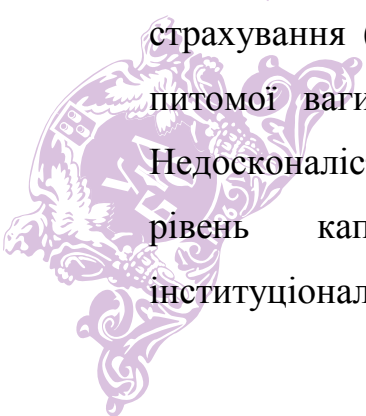 страхування (
питомої ваги
Недосконаліс
рівень кап
інституціонал